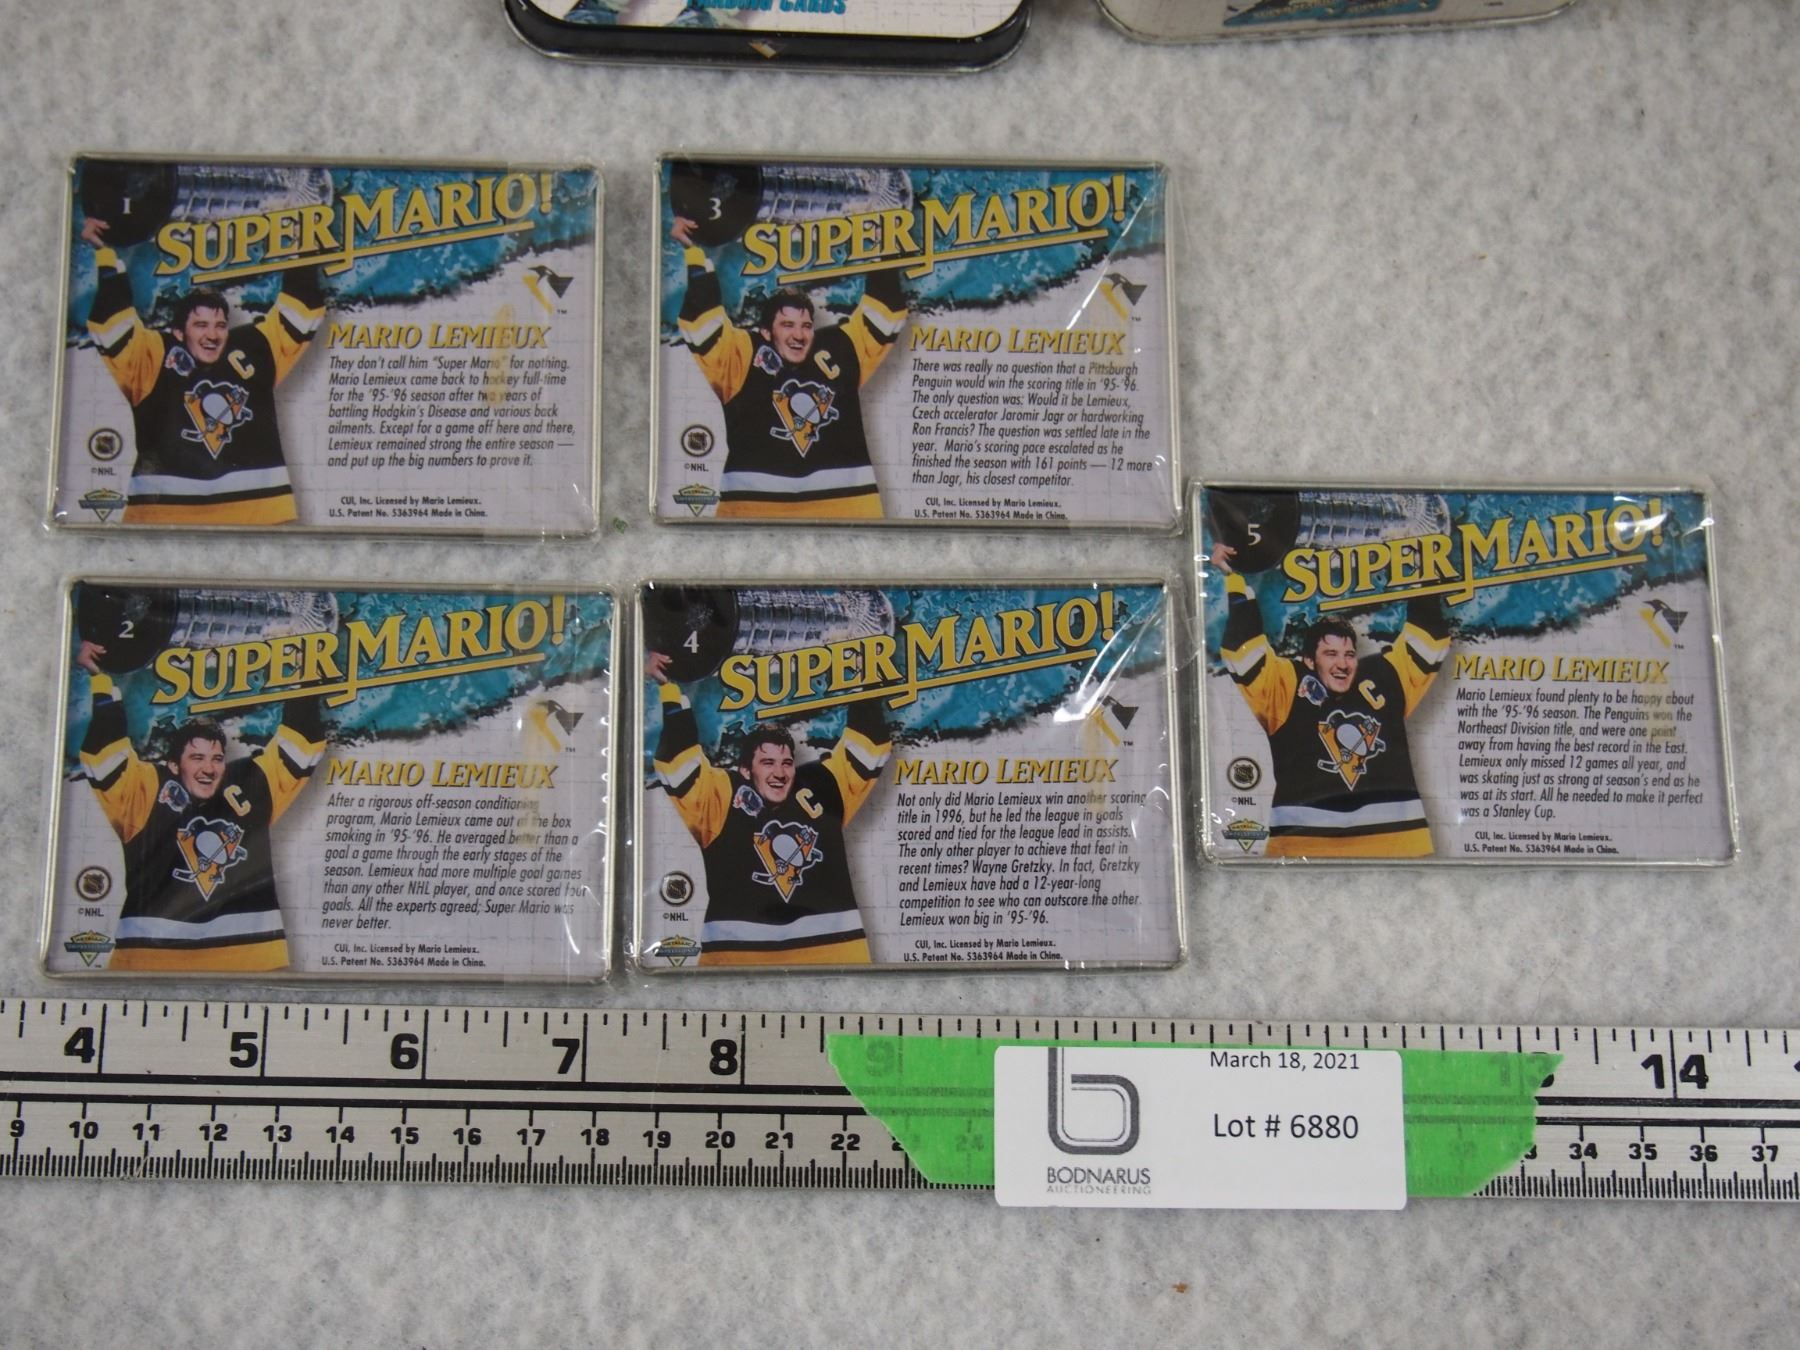 TRADING CARDS
1
SUPER MARIO!
MARIO LEMIEUX
They don't call him "Super Mario" for nothing.
Mario Lemieux came back to hockey full-time
for the '95-'96 season after two years of
battling Hodgkin's Disease and various back
ailments. Except for a game off here and there,
Lemieux remained strong the entire season —
and put up the big numbers to prove it.
©NHL
CUI, Inc. Licensed by Mario Lemieux.
U.S. Patent No. 5363964 Made in China.
3
SUPER MARIO!
MARIO LEMIEUX
There was really no question that a Pittsburgh
Penguin would win the scoring title in '95-'96.
The only question was: Would it be Lemieux,
Czech accelerator Jaromir Jagr or hardworking
Ron Francis? The question was settled late in the
year. Mario's scoring pace escalated as he
finished the season with 161 points — 12 more
than Jagr, his closest competitor.
©NHL
CUI, Inc. Licensed by Mario Lemieux.
U.S. Patent No. 5363964 Made in China.
2
SUPER MARIO!
TM
MARIO LEMIEUX
After a rigorous off-season conditioning
program, Mario Lemieux came out of the box
smoking in '95-'96. He averaged better than a
goal a game through the early stages of the
season. Lemieux had more multiple goal games
than any other NHL player, and once scored four
goals. All the experts agreed; Super Mario was
never better.
©NHL
CUI, Inc. Licensed by Mario Lemieux.
U.S. Patent No. 5363964 Made in China.
4
SUPER MARIO!
TM
MARIO LEMIEUX
Not only did Mario Lemieux win another scoring
title in 1996, but he led the league in goals
scored and tied for the league lead in assists.
The only other player to achieve that feat in
recent times? Wayne Gretzky. In fact, Gretzky
and Lemieux have had a 12-year-long
competition to see who can outscore the other.
Lemieux won big in '95-'96.
©NHL
CUI, Inc. Licensed by Mario Lemieux.
U.S. Patent No. 5363964 Made in China.
5
SUPER MARIO!
TM
MARIO LEMIEUX
Mario Lemieux found plenty to be happy about
with the '95-'96 season. The Penguins won the
Northeast Division title, and were one point
away from having the best record in the East.
Lemieux only missed 12 games all year, and
was skating just as strong at season's end as he
was at its start. All he needed to make it perfect
was a Stanley Cup.
©NHL
CUI, Inc. Licensed by Mario Lemieux.
U.S. Patent No. 5363964 Made in China.
4 5 6 7 8 9 13 14
9 10 11 12 13 14 15 16 17 18 19 20 21 22 23 24 32 33 34 35 36 37
March 18, 2021
Lot # 6880
BODNARUS
AUCTIONEERING